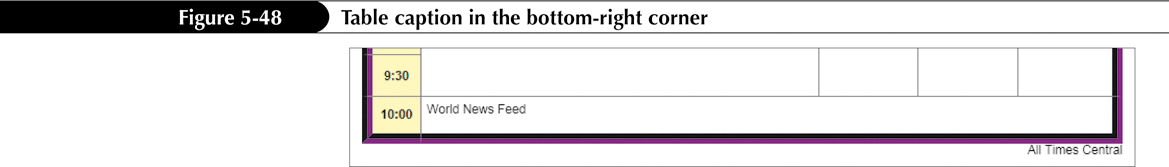 Figure 5-48 Table caption in the bottom-right corner
9:30
10:00 World News Feed
All Times Central